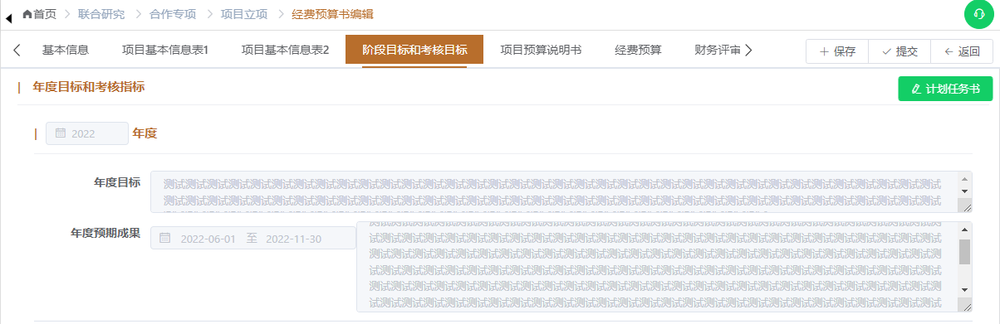 首页 联合研究 合作专项 项目立项 经费预算书编辑
基本信息 项目基本信息表1 项目基本信息表2 阶段目标和考核目标 项目预算说明书 经费预算 财务评审 保存 提交 返回
年度目标和考核指标 计划任务书
2022 年度
年度目标 测试测试测试测试测试测试测试测试测试测试测试测试测试测试测试测试测试测试测试测试测试测试测试测试测试测试测试测试测试测试测试测试测试测试测试测试
测试测试测试测试测试测试测试测试测试测试测试测试测试测试测试测试测试测试测试测试测试测试测试测试测试测试测试测试测试测试测试测试测试测试测试测试
年度预期成果 2022-06-01 至 2022-11-30
测试测试测试测试测试测试测试测试测试测试测试测试测试测试测试测试测试测试测试测试测试测试测试测试测试测试测试
测试测试测试测试测试测试测试测试测试测试测试测试测试测试测试测试测试测试测试测试测试测试测试测试测试测试测试
测试测试测试测试测试测试测试测试测试测试测试测试测试测试测试测试测试测试测试测试测试测试测试测试测试测试测试
测试测试测试测试测试测试测试测试测试测试测试测试测试测试测试测试测试测试测试测试测试测试测试测试测试测试测试
测试测试测试测试测试测试测试测试测试测试测试测试测试测试测试测试测试测试测试测试测试测试测试测试测试测试测试